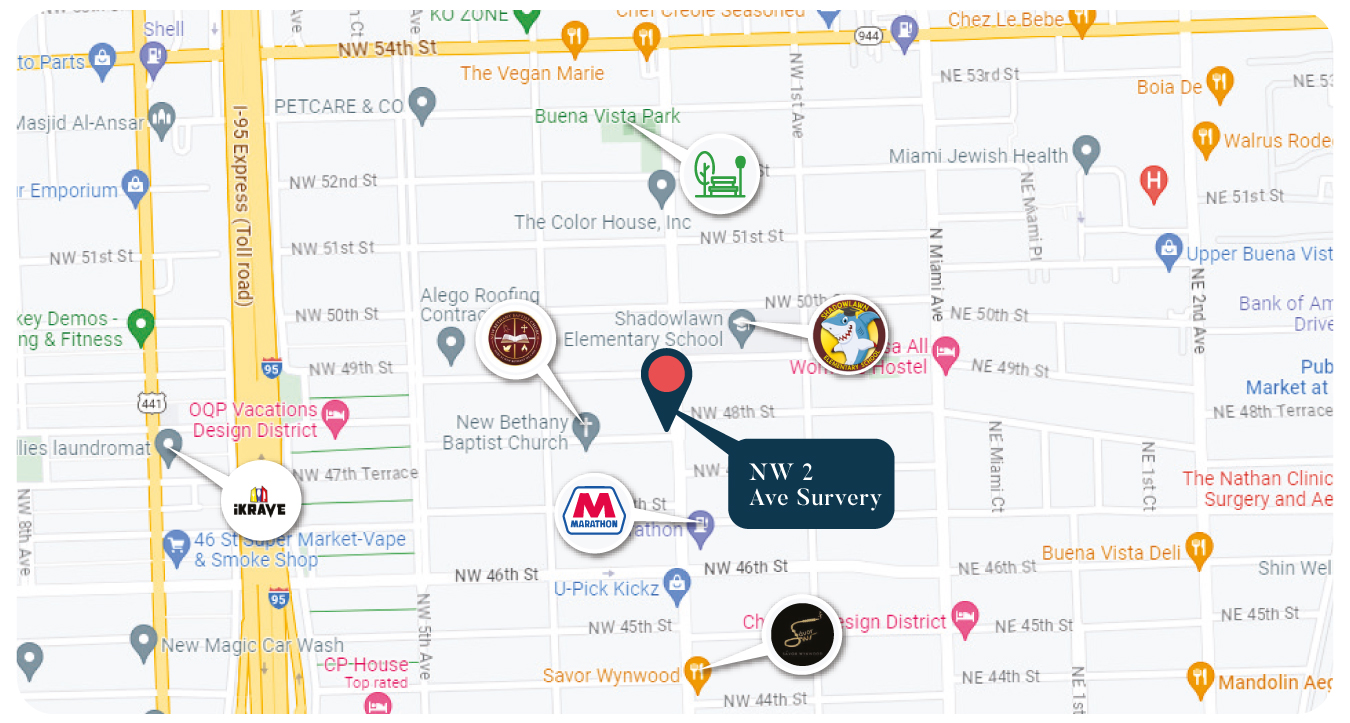 KO ZONE
Chef Creole Seasoned
Chez Le Bebe
Shell
NW 54th St
944
to Parts
The Vegan Marie
NW 1st Ave
NE 53rd St
NE 53
Boia De
PETCARE & CO
Buena Vista Park
Masjid Al-Ansar
I-95 Express (Toll road)
Walrus Rode
Miami Jewish Health
H
ur Emporium
NW 52nd St
St
NE Miami Pl
NE 51st St
The Color House, Inc
NW 51st St
NW 51st St
NW 51st St
N Miami Ave
Upper Buena Vist
NE 2nd Ave
Alego Roofing
Contrac
NW 50th St
NW 50th
NE 50th St
Bank of Am
Drive
key Demos -
ng & Fitness
Shadowlawn
Elementary School
SHADOWLAWN
ELEMENTARY SCHOOL
sa All
Wom Hostel
95
NW 49th St
NE 49th St
Pub
Market at
441
OQP Vacations
Design District
NW 48th St
NE 48th Terrace
New Bethany
Baptist Church
llies laundromat
NW 47th Terrace
iKRAVE
NW 4
NW 2
Ave Survery
NE Miami Ct
NE 1st Ct
The Nathan Clinic
Surgery and Ae
NW 8th Ave
MARATHON
th St
athon
46 St Super Market-Vape
& Smoke Shop
Buena Vista Deli
NW 46th St
NW 46th St
NE 46th St
Shin Wel
U-Pick Kickz
95
NW 5th Ave
NW 45th St
Ch
esign District
NE 45th St
NE 45th St
New Magic Car Wash
CP-House
Top rated
Savor Wynwood
NW 44th St
NE 44th St
NE 1st
Mandolin Aeg